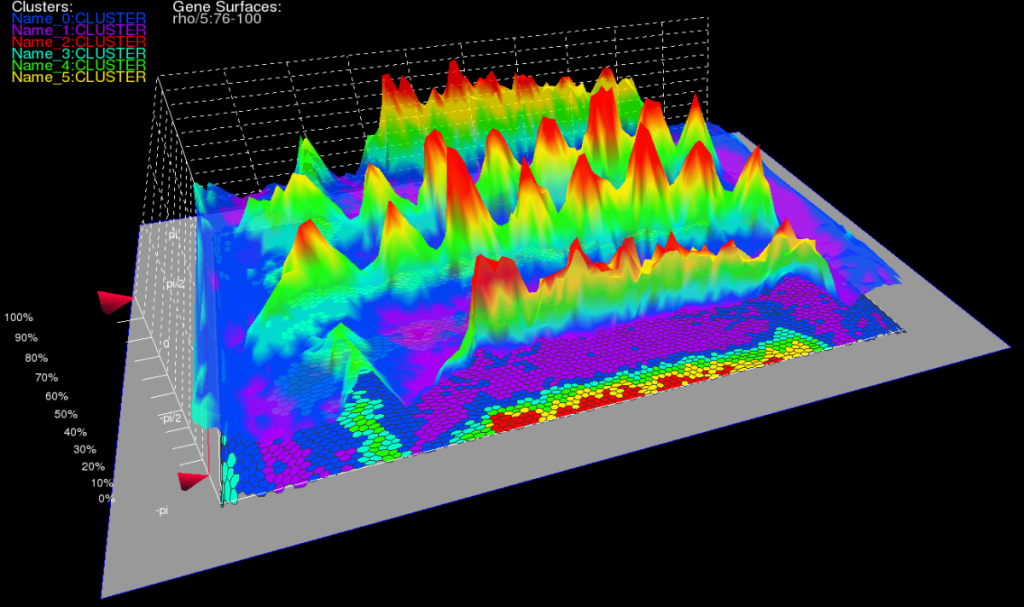 Clusters:
Name_0:CLUSTER
Name_1:CLUSTER
Name_2:CLUSTER
Name_3:CLUSTER
Name_4:CLUSTER
Name_5:CLUSTER
Gene Surfaces:
rho/5:76-100
pi
pi/2
0
-pi/2
-pi
100%
90%
80%
70%
60%
50%
40%
30%
20%
10%
0%